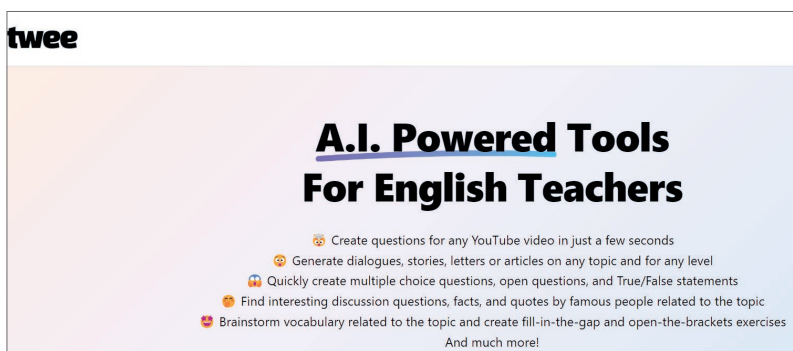 twee
A.I. Powered Tools
For English Teachers
🤯 Create questions for any YouTube video in just a few seconds
😲 Generate dialogues, stories, letters or articles on any topic and for any level
😱 Quickly create multiple choice questions, open questions, and True/False statements
🤭 Find interesting discussion questions, facts, and quotes by famous people related to the topic
🤩 Brainstorm vocabulary related to the topic and create fill-in-the-gap and open-the-brackets exercises
And much more!